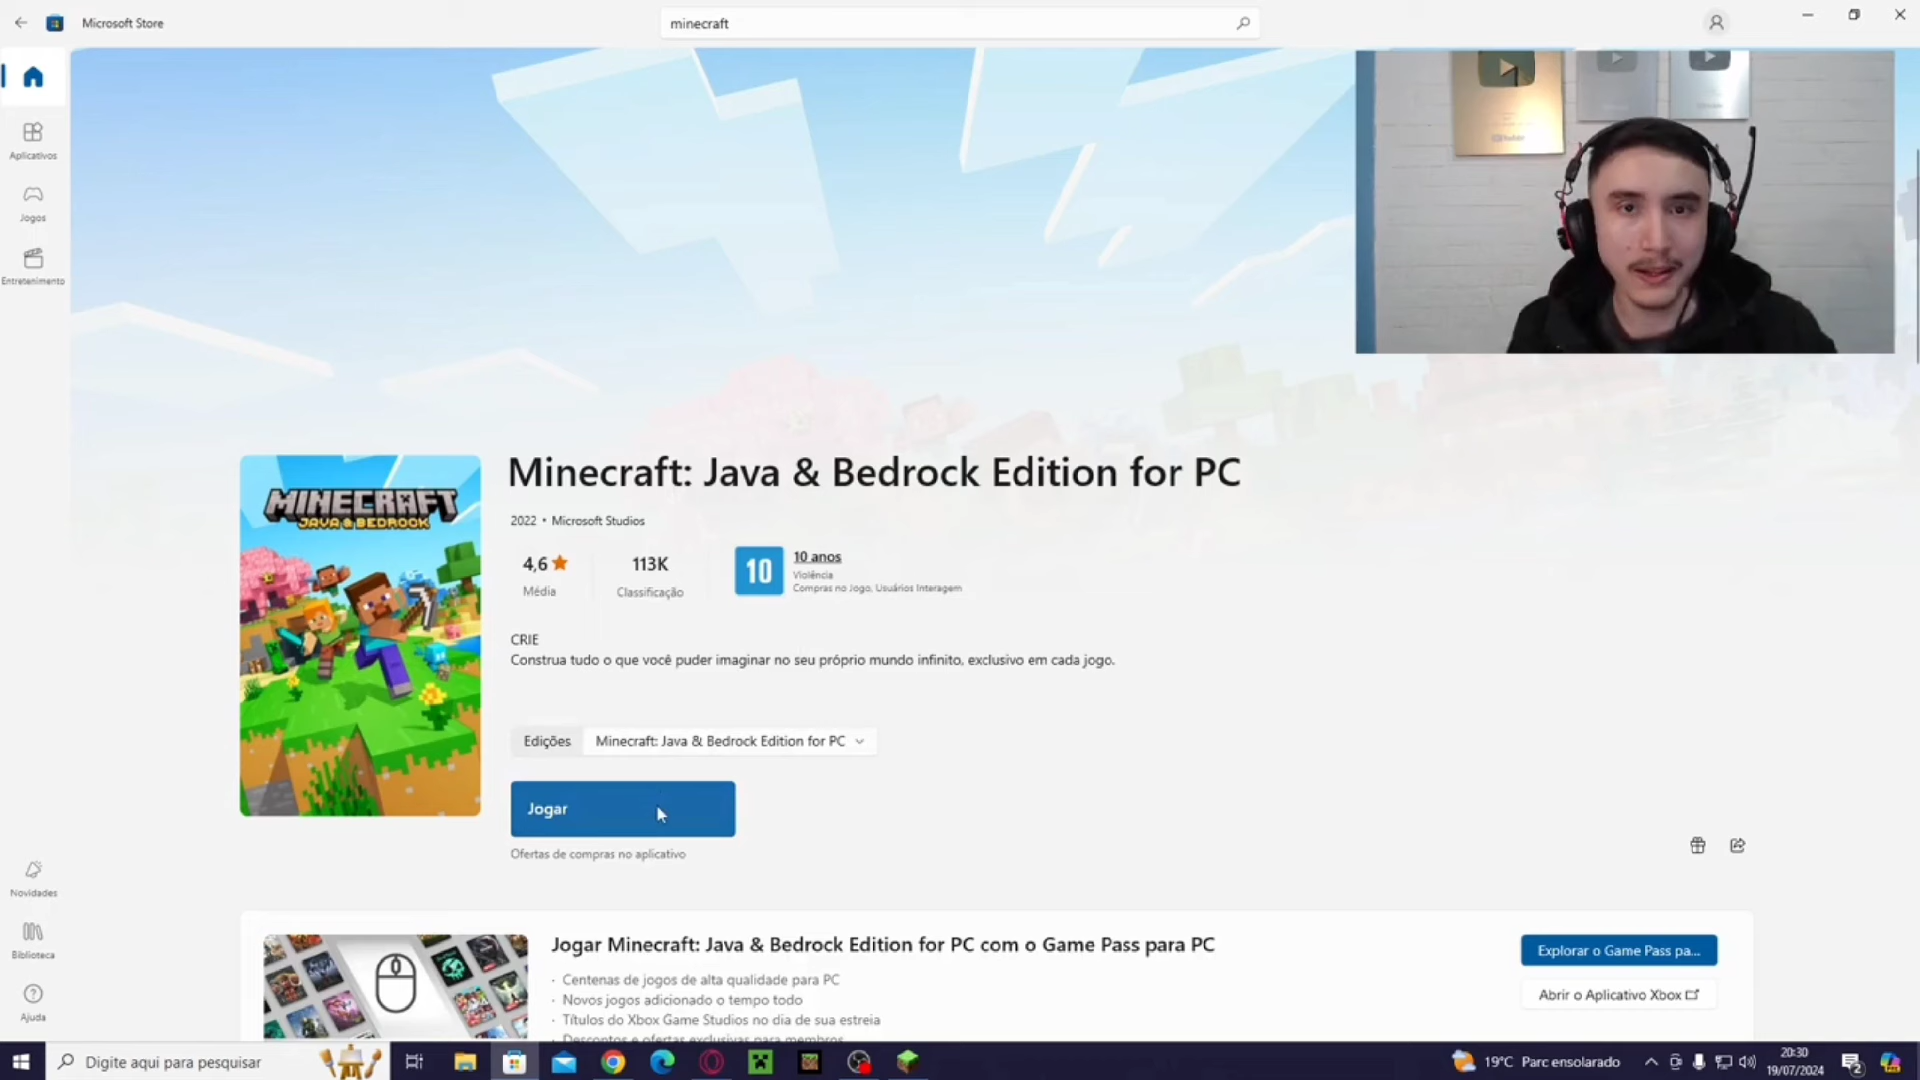 Microsoft Store
minecraft
Aplicativos
Jogos
Entretenimento
MINECRAFT
JAVA & BEDROCK
Minecraft: Java & Bedrock Edition for PC
2022 • Microsoft Studios
4,6
Média
113K
Classificação
10
10 anos
Violência
Compras no Jogo, Usuários Interagem
CRIE
Construa tudo o que você puder imaginar no seu próprio mundo infinito, exclusivo em cada jogo.
Edições
Minecraft: Java & Bedrock Edition for PC
Jogar
Ofertas de compras no aplicativo
Novidades
Biblioteca
Ajuda
Jogar Minecraft: Java & Bedrock Edition for PC com o Game Pass para PC
· Centenas de jogos de alta qualidade para PC
· Novos jogos adicionado o tempo todo
· Títulos do Xbox Game Studios no dia de sua estreia
· Descontos e ofertas exclusivas para membros
Explorar o Game Pass pa...
Abrir o Aplicativo Xbox
Digite aqui para pesquisar
19°C Parc ensolarado
20:30
19/07/2024
2